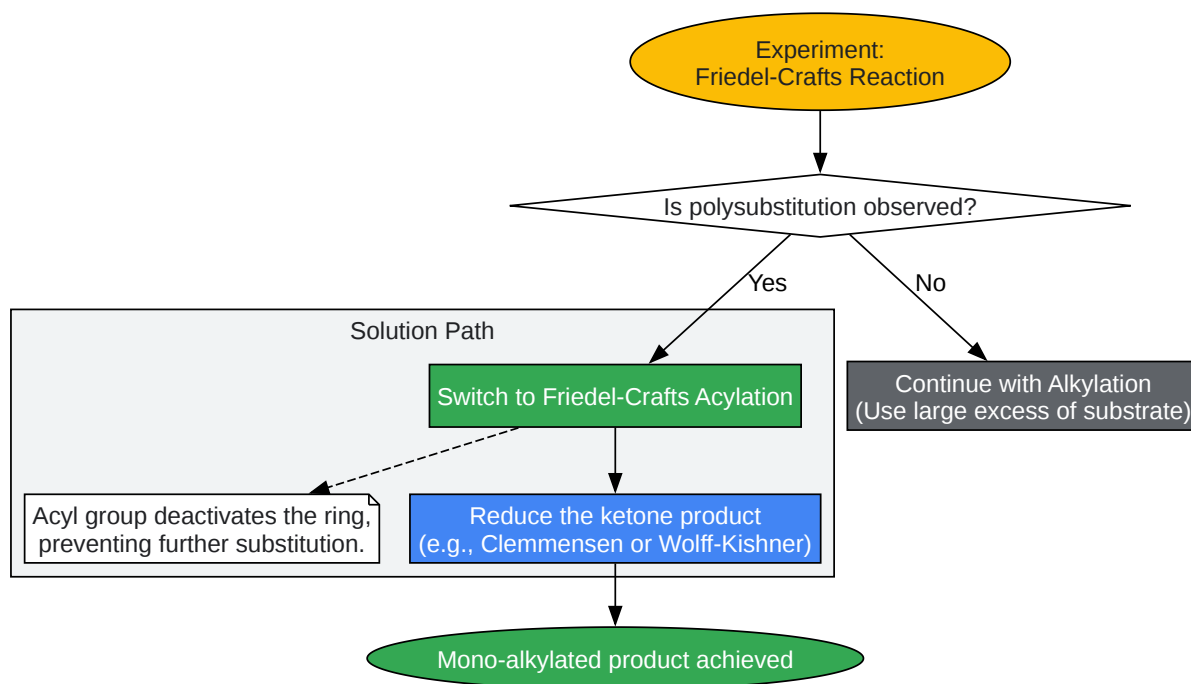 Experiment:
Friedel-Crafts Reaction
Is polysubstitution observed?
Yes
No
Solution Path
Switch to Friedel-Crafts Acylation
Continue with Alkylation
(Use large excess of substrate)
Acyl group deactivates the ring,
preventing further substitution.
Reduce the ketone product
(e.g., Clemmensen or Wolff-Kishner)
Mono-alkylated product achieved